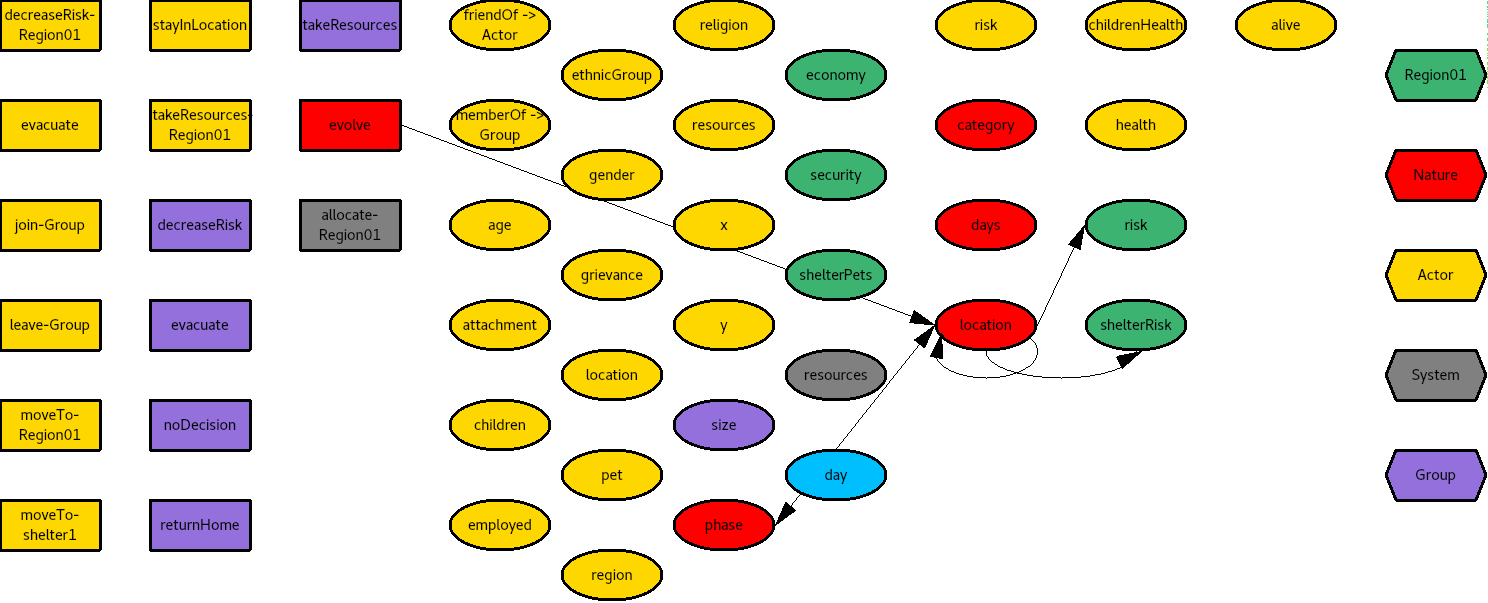 decreaseRisk-
Region01
stayInLocation
takeResources
friendOf ->
Actor
religion
risk
childrenHealth
alive
ethnicGroup
economy
Region01
evacuate
takeResources-
Region01
evolve
memberOf ->
Group
resources
category
health
gender
security
Nature
join-Group
decreaseRisk
allocate-
Region01
age
x
days
risk
grievance
shelterPets
Actor
leave-Group
evacuate
attachment
y
location
shelterRisk
location
resources
System
moveTo-
Region01
noDecision
children
size
pet
day
Group
moveTo-
shelter1
returnHome
employed
phase
region